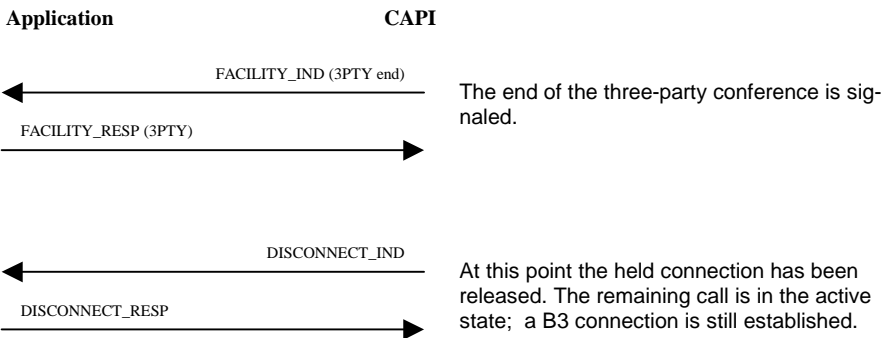 Application CAPI
FACILITY_IND (3PTY end)
The end of the three-party conference is sig-
naled.
FACILITY_RESP (3PTY)
DISCONNECT_IND
At this point the held connection has been
released. The remaining call is in the active
state;  a B3 connection is still established.
DISCONNECT_RESP